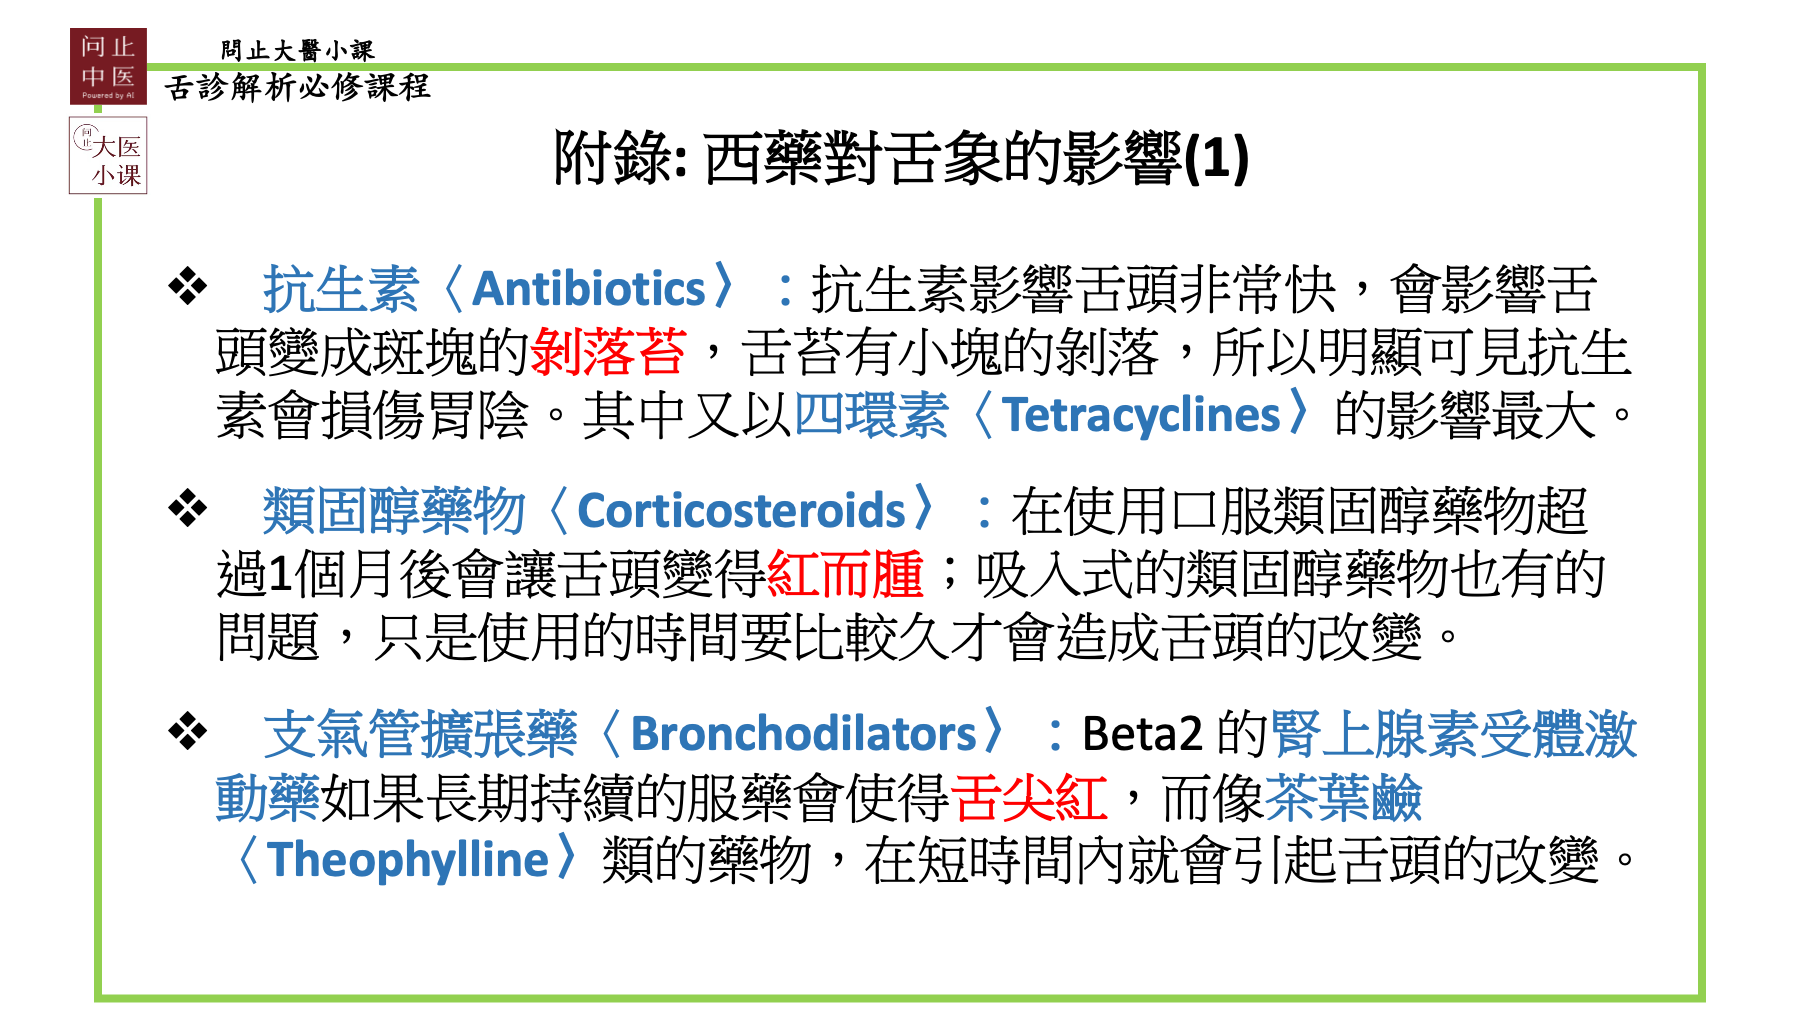 问止
中医
Powered by AI
問止大醫小課
舌診解析必修課程
问止
大医
小课
附錄: 西藥對舌象的影響(1)
❖ 抗生素〈Antibiotics〉：抗生素影響舌頭非常快，會影響舌
頭變成斑塊的剝落苔，舌苔有小塊的剝落，所以明顯可見抗生
素會損傷胃陰。其中又以四環素〈Tetracyclines〉的影響最大。
❖ 類固醇藥物〈Corticosteroids〉：在使用口服類固醇藥物超
過1個月後會讓舌頭變得紅而腫；吸入式的類固醇藥物也有的
問題，只是使用的時間要比較久才會造成舌頭的改變。
❖ 支氣管擴張藥〈Bronchodilators〉：Beta2 的腎上腺素受體激
動藥如果長期持續的服藥會使得舌尖紅，而像茶葉鹼
〈Theophylline〉類的藥物，在短時間內就會引起舌頭的改變。